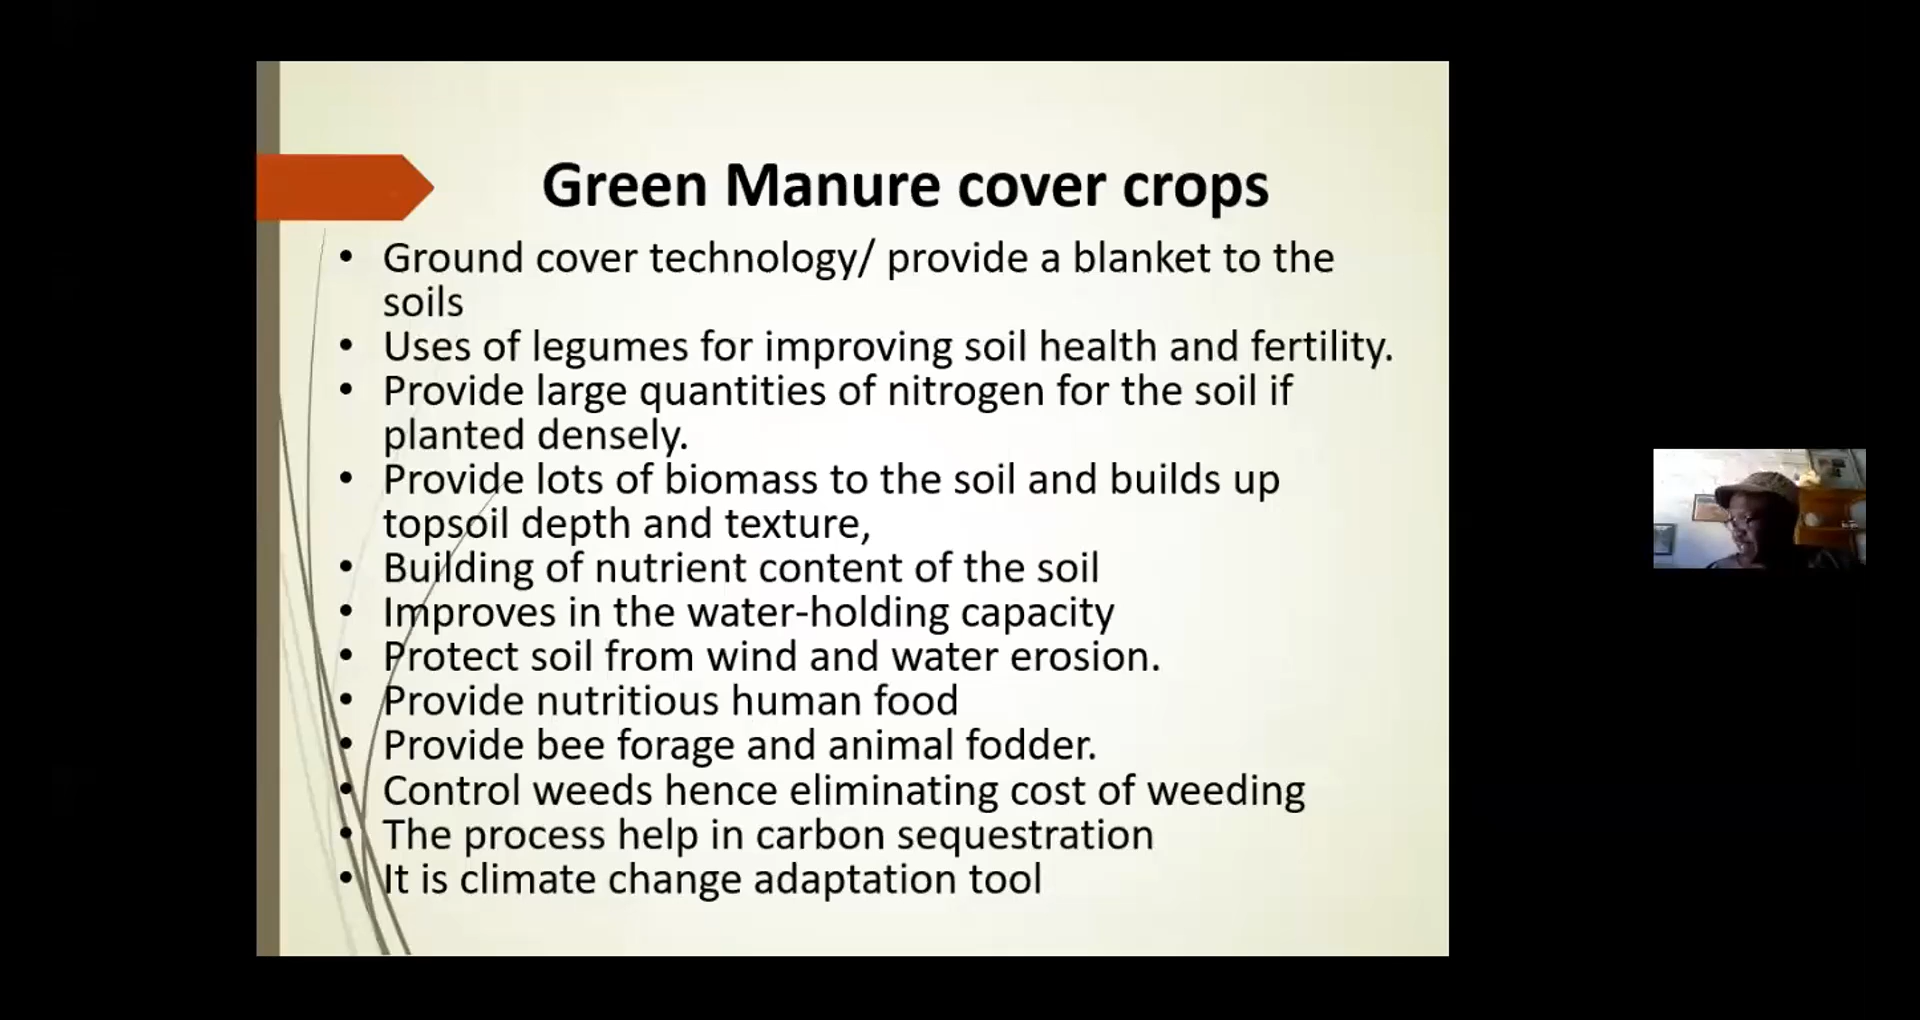 Green Manure cover crops
• Ground cover technology/ provide a blanket to the
soils
• Uses of legumes for improving soil health and fertility.
• Provide large quantities of nitrogen for the soil if
planted densely.
• Provide lots of biomass to the soil and builds up
topsoil depth and texture,
• Building of nutrient content of the soil
• Improves in the water-holding capacity
• Protect soil from wind and water erosion.
• Provide nutritious human food
• Provide bee forage and animal fodder.
• Control weeds hence eliminating cost of weeding
• The process help in carbon sequestration
• It is climate change adaptation tool